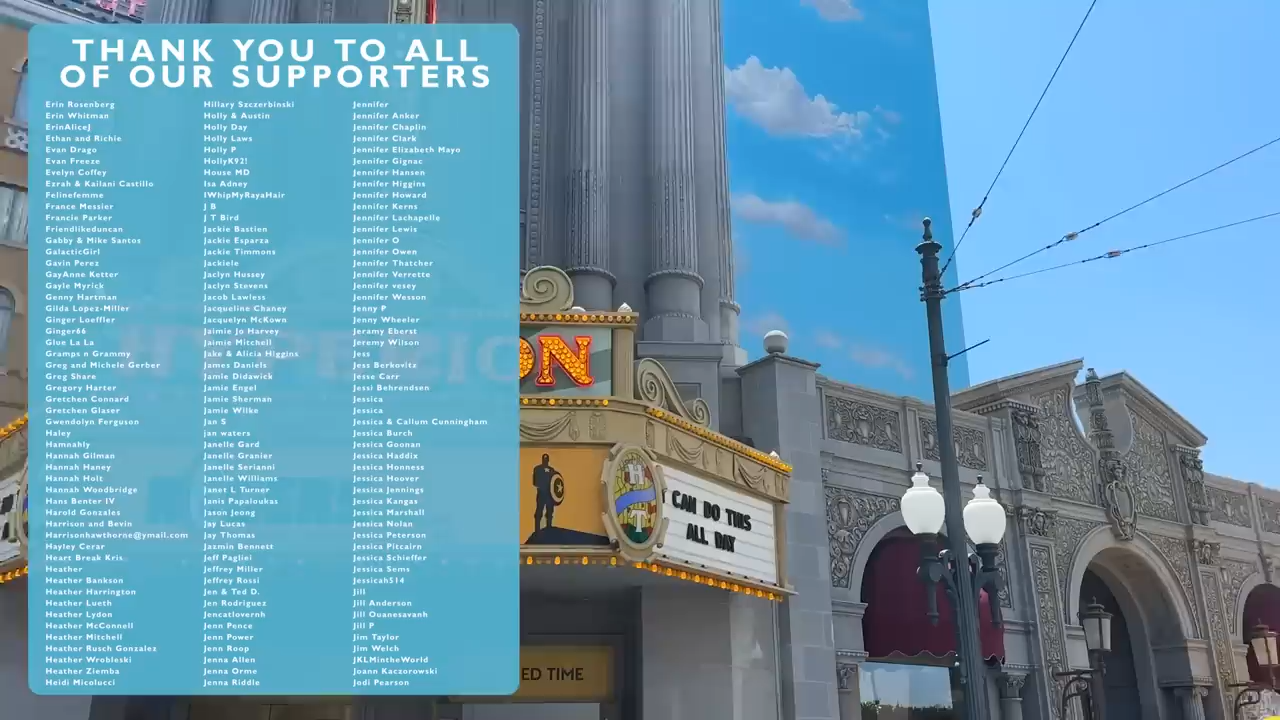 THANK YOU TO ALL
OF OUR SUPPORTERS
Erin Rosenberg
Erin Whitman
ErinAliceJ
Ethan and Richie
Evan Drago
Evan Freeze
Evelyn Coffey
Ezrah & Kailani Castillo
Felinefemme
France Messier
Francie Parker
Friendlikeduncan
Gabby & Mike Santos
GalacticGirl
Gavin Perez
GayAnne Ketter
Gayle Myrick
Genny Hartman
Gilda Lopez-Miller
Ginger Loeffler
Ginger66
Gloe La La
Gramps n Grammy
Greg and Michele Gerber
Greg Share
Gregory Harter
Gretchen Connard
Gretchen Glaser
Gwendolyn Ferguson
Haley
Hamnahly
Hannah Gilman
Hannah Haney
Hannah Holt
Hannah Woodbridge
Hans Benter IV
Harold Gonzales
Harrison and Bevin
Harrisonhawthorne@ymail.com
Hayley Cerar
Heart Break Kris
Heather
Heather Bankson
Heather Harrington
Heather Lueth
Heather Lydon
Heather McConnell
Heather Mitchell
Heather Rusch Gonzalez
Heather Wrobleski
Heather Ziemba
Heidi Micolucci
Hillary Szczerbinski
Holly & Austin
Holly Day
Holly Laws
Holly P
HollyK92!
House MD
Isa Adney
IWhipMyRayaHair
J B
J T Bird
Jackie Bastien
Jackie Esparza
Jackie Timmons
Jackiele
Jaclyn Hussey
Jaclyn Stevens
Jacob Lawless
Jacqueline Chaney
Jacquelyn McKown
Jaimie Jo Harvey
Jaimie Mitchell
Jake & Alicia Higgins
James Daniels
Jamie Didawick
Jamie Engel
Jamie Sherman
Jamie Wilke
Jan S
jan waters
Janelle Gard
Janelle Granier
Janelle Serianni
Janelle Williams
Janet L Turner
Janis Papaloukas
Jason Jeong
Jay Lucas
Jay Thomas
Jazmin Bennett
Jeff Pagliei
Jeffrey Miller
Jeffrey Rossi
Jen & Ted D.
Jen Rodriguez
Jencatlovernh
Jenn Pence
Jenn Power
Jenn Roop
Jenna Allen
Jenna Orme
Jenna Riddle
Jennifer
Jennifer Anker
Jennifer Chaplin
Jennifer Clark
Jennifer Elizabeth Mayo
Jennifer Gignac
Jennifer Hansen
Jennifer Higgins
Jennifer Howard
Jennifer Kerns
Jennifer Lachapelle
Jennifer Lewis
Jennifer O
Jennifer Owen
Jennifer Thatcher
Jennifer Verrette
Jennifer vesey
Jennifer Wesson
Jenny P
Jenny Wheeler
Jeramy Eberst
Jeremy Wilson
Jess
Jess Berkovitz
Jesse Carr
Jessi Behrendsen
Jessica
Jessica
Jessica & Callum Cunningham
Jessica Burch
Jessica Goonan
Jessica Haddix
Jessica Honness
Jessica Hoover
Jessica Jennings
Jessica Kangas
Jessica Marshall
Jessica Nolan
Jessica Peterson
Jessica Pitcairn
Jessica Schieffer
Jessica Sems
Jessicah514
Jill
Jill Anderson
Jill Ouanesavanh
Jill P
Jim Taylor
Jim Welch
JKLMintheWorld
Joann Kaczorowski
Jodi Pearson
ON
H
T
CAN DO THIS
ALL DAY
ED TIME